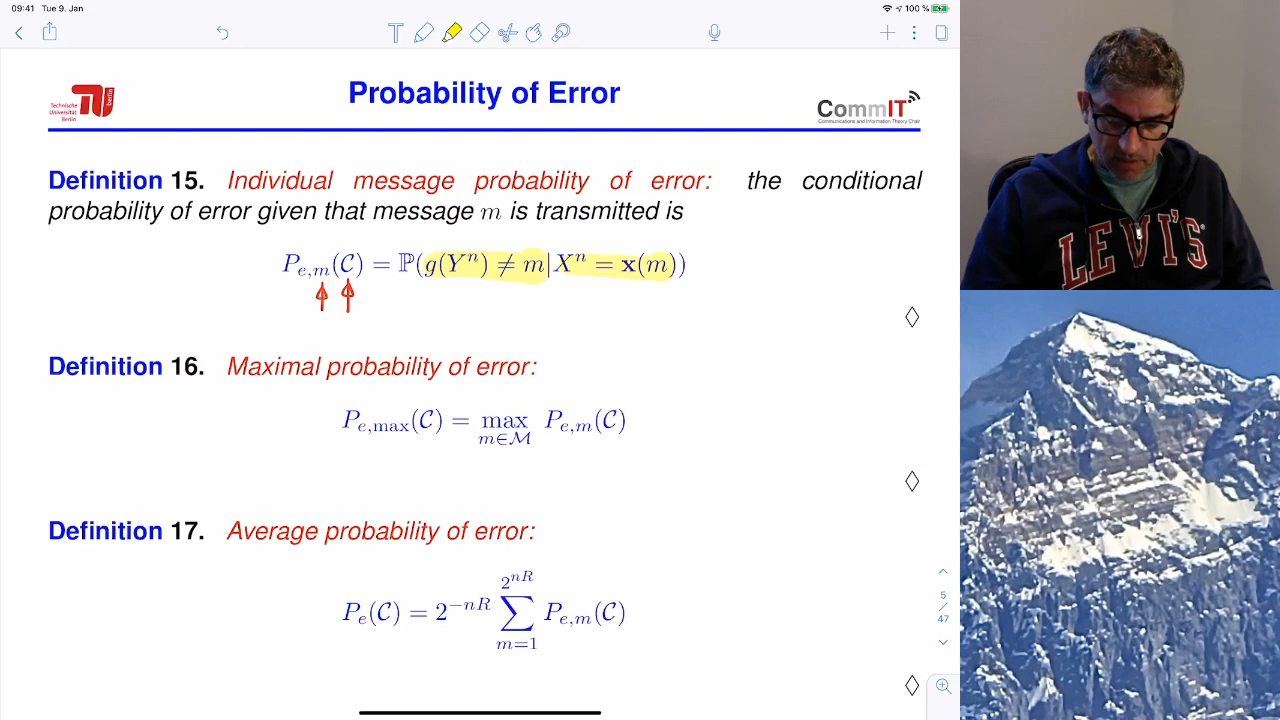 09:41 Tue 9. Jan
100 %
Technische
Universität
Berlin
berlin
Probability of Error
CommIT
Communications and Information Theory Chair
Definition 15. Individual message probability of error: the conditional
probability of error given that message m is transmitted is
P_{e,m}(𝒞) = ℙ(g(Yⁿ) ≠ m|Xⁿ = 𝐱(m))
◊
Definition 16. Maximal probability of error:
P_{e,max}(𝒞) = max_{m∈ℳ} P_{e,m}(𝒞)
◊
Definition 17. Average probability of error:
P_e(𝒞) = 2^{-nR} ∑_{m=1}^{2^{nR}} P_{e,m}(𝒞)
◊
5
/
47
LEVI'S